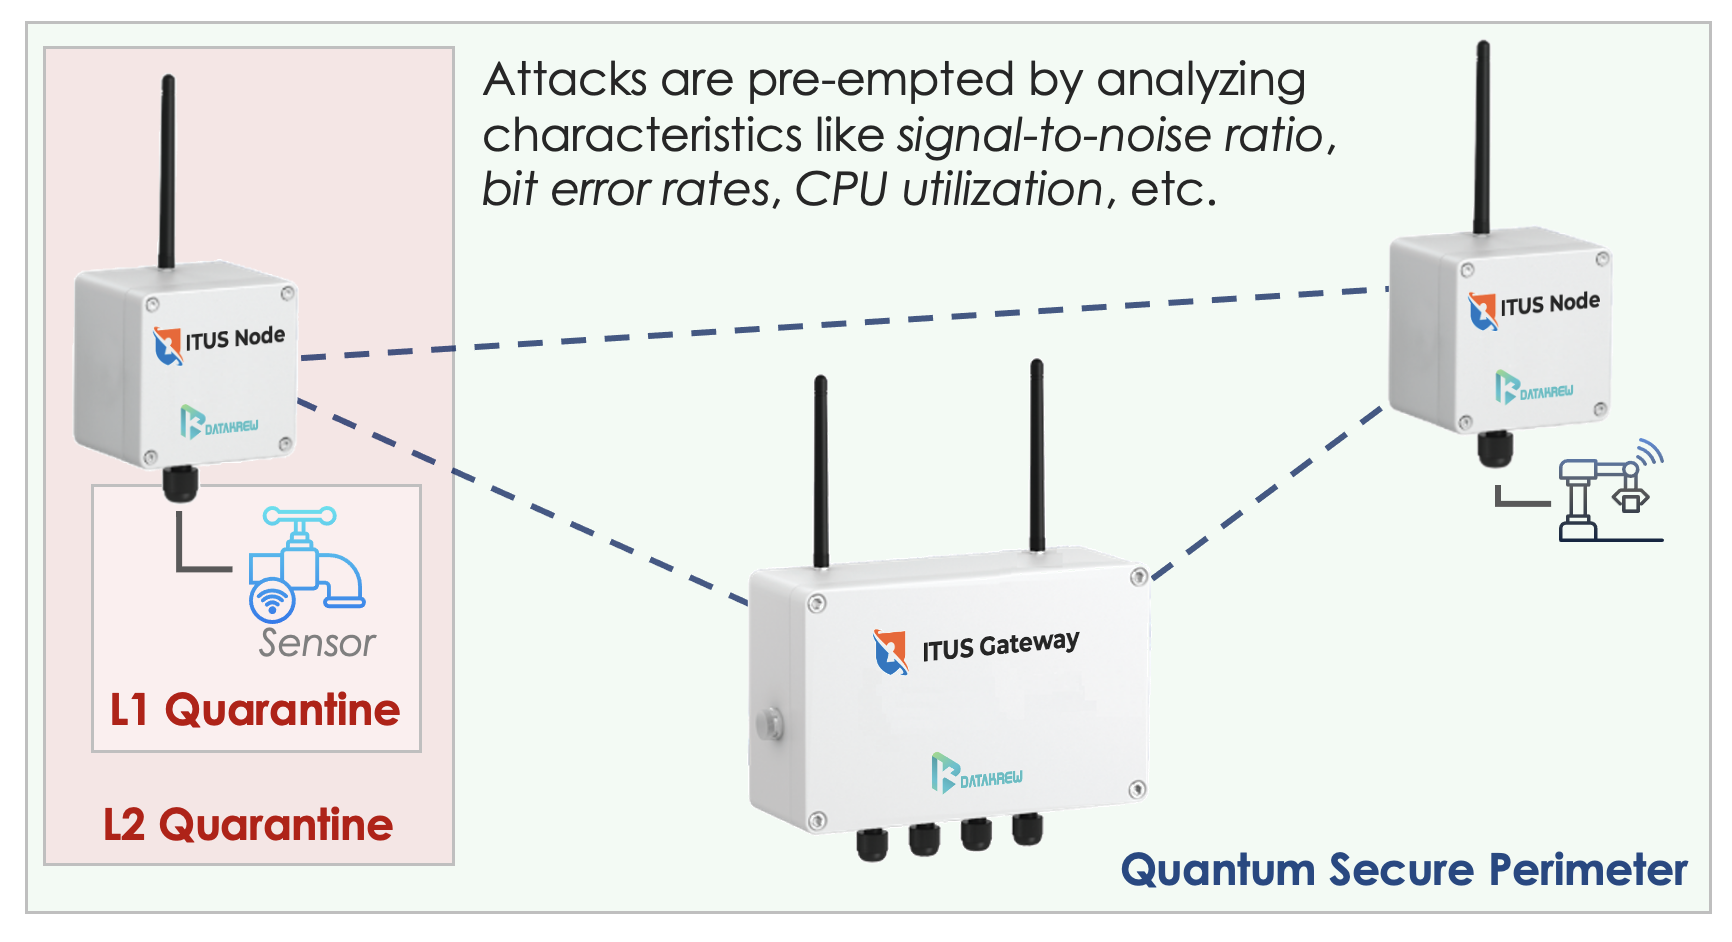 Attacks are pre-empted by analyzing
characteristics like signal-to-noise ratio,
bit error rates, CPU utilization, etc.
ITUS Node
DATAKREW
ITUS Node
DATAKREW
Sensor
L1 Quarantine
L2 Quarantine
ITUS Gateway
DATAKREW
Quantum Secure Perimeter